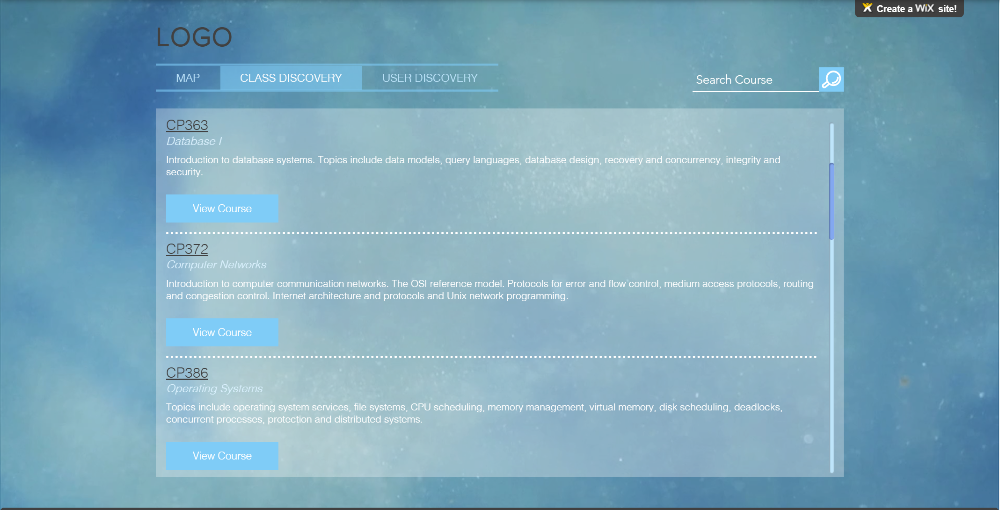 Create a WiX site!
LOGO
MAP CLASS DISCOVERY USER DISCOVERY
Search Course
CP363
Database I
Introduction to database systems. Topics include data models, query languages, database design, recovery and concurrency, integrity and
security.
View Course
CP372
Computer Networks
Introduction to computer communication networks. The OSI reference model. Protocols for error and flow control, medium access protocols, routing
and congestion control. Internet architecture and protocols and Unix network programming.
View Course
CP386
Operating Systems
Topics include operating system services, file systems, CPU scheduling, memory management, virtual memory, disk scheduling, deadlocks,
concurrent processes, protection and distributed systems.
View Course